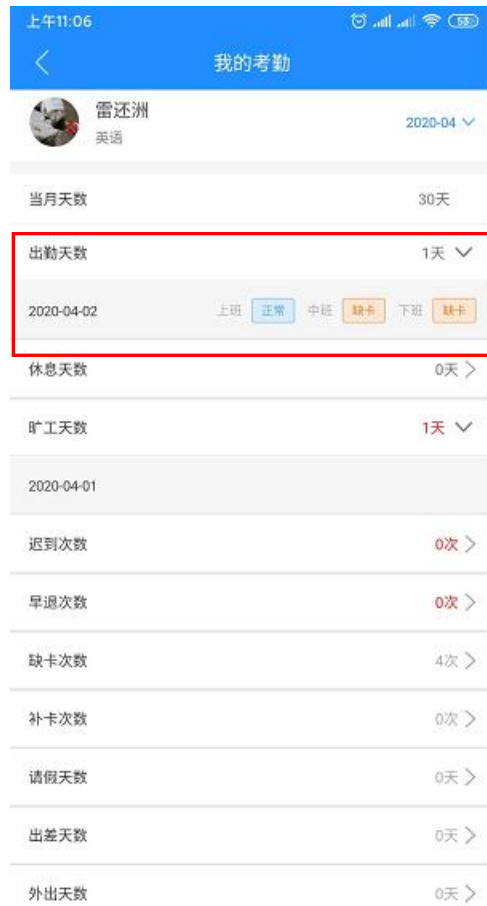 上午11:06 53
我的考勤
雷还洲
英语
2020-04
当月天数 30天
出勤天数 1天
2020-04-02 上班 正常 中班 缺卡 下班 缺卡
休息天数 0天
旷工天数 1天
2020-04-01
迟到次数 0次
早退次数 0次
缺卡次数 4次
补卡次数 0次
请假天数 0天
出差天数 0天
外出天数 0天